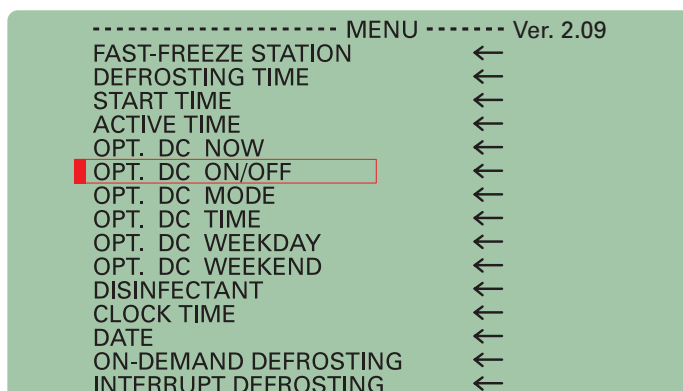 --------------------- MENU ------- Ver. 2.09
FAST-FREEZE STATION ←
DEFROSTING TIME ←
START TIME ←
ACTIVE TIME ←
OPT. DC NOW ←
OPT. DC ON/OFF ←
OPT. DC MODE ←
OPT. DC TIME ←
OPT. DC WEEKDAY ←
OPT. DC WEEKEND ←
DISINFECTANT ←
CLOCK TIME ←
DATE ←
ON-DEMAND DEFROSTING ←
INTERRUPT DEFROSTING ←